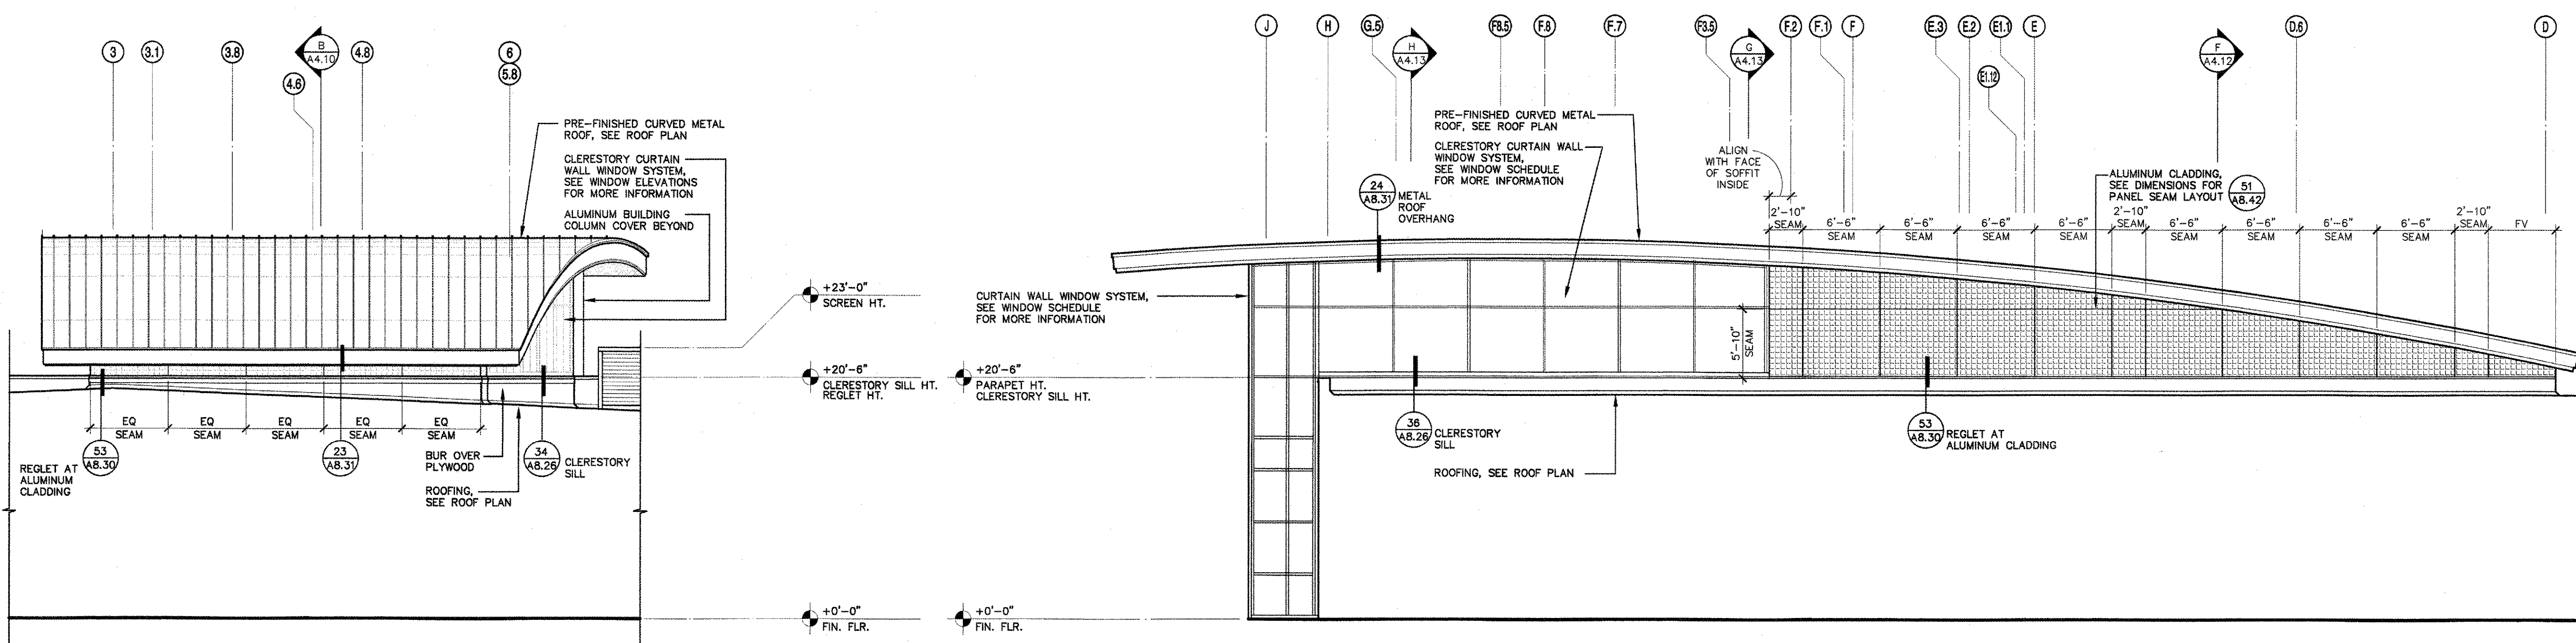 3
3.1
3.8
4.6
B
A4.10
4.8
6
5.8
PRE-FINISHED CURVED METAL
ROOF, SEE ROOF PLAN
CLERESTORY CURTAIN
WALL WINDOW SYSTEM,
SEE WINDOW ELEVATIONS
FOR MORE INFORMATION
ALUMINUM BUILDING
COLUMN COVER BEYOND
+23'-0"
SCREEN HT.
+20'-6"
CLERESTORY SILL HT.
REGLET HT.
EQ
SEAM
EQ
SEAM
EQ
SEAM
EQ
SEAM
EQ
SEAM
REGLET AT
ALUMINUM
CLADDING
53
A8.30
23
A8.31
BUR OVER
PLYWOOD
ROOFING,
SEE ROOF PLAN
34
A8.26
CLERESTORY
SILL
+0'-0"
FIN. FLR.
J
H
G.5
H
A4.13
F8.5
F.8
F.7
F3.5
G
A4.13
F.2
F.1
F
E.3
E.2
E1.1
E1.12
E
F
A4.12
D.6
D
PRE-FINISHED CURVED METAL
ROOF, SEE ROOF PLAN
CLERESTORY CURTAIN WALL
WINDOW SYSTEM,
SEE WINDOW SCHEDULE
FOR MORE INFORMATION
24
A8.31
METAL
ROOF
OVERHANG
ALIGN
WITH FACE
OF SOFFIT
INSIDE
ALUMINUM CLADDING,
SEE DIMENSIONS FOR
PANEL SEAM LAYOUT
51
A8.42
2'-10"
SEAM
6'-6"
SEAM
6'-6"
SEAM
6'-6"
SEAM
6'-6"
SEAM
2'-10"
SEAM
6'-6"
SEAM
6'-6"
SEAM
6'-6"
SEAM
6'-6"
SEAM
2'-10"
SEAM
FV
CURTAIN WALL WINDOW SYSTEM,
SEE WINDOW SCHEDULE
FOR MORE INFORMATION
5'-10"
SEAM
+20'-6"
PARAPET HT.
CLERESTORY SILL HT.
36
A8.26
CLERESTORY
SILL
53
A8.30
REGLET AT
ALUMINUM CLADDING
ROOFING, SEE ROOF PLAN
+0'-0"
FIN. FLR.